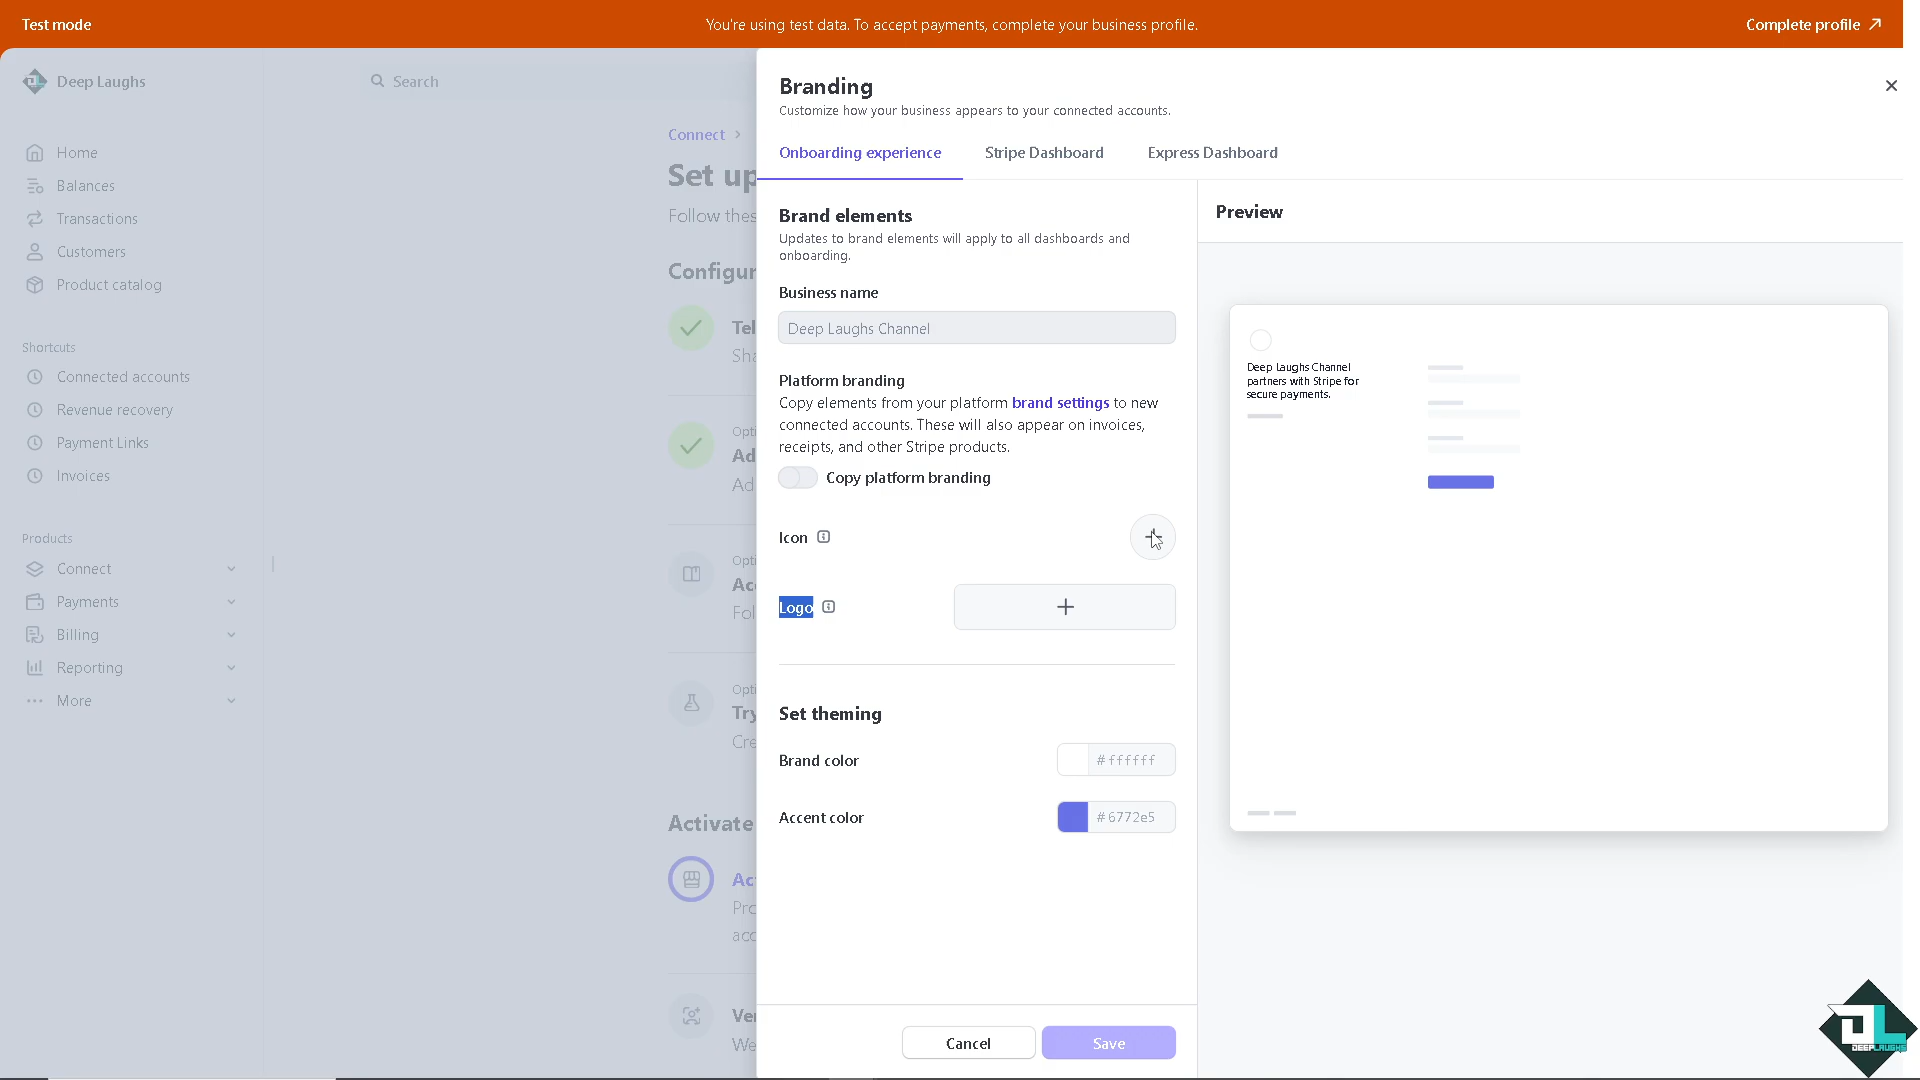 Test mode
You're using test data. To accept payments, complete your business profile.
Complete profile
Deep Laughs
Search
Home
Balances
Transactions
Customers
Product catalog
Shortcuts
Connected accounts
Revenue recovery
Payment Links
Invoices
Products
Connect
Payments
Billing
Reporting
More
Connect
Set up
Follow thes
Configur
Tel
Sha
Opti
Ad
Ad
Opti
Acc
Fol
Opti
Try
Cre
Activate
Ac
Pro
acc
Ver
We
Branding
Customize how your business appears to your connected accounts.
Onboarding experience
Stripe Dashboard
Express Dashboard
Brand elements
Updates to brand elements will apply to all dashboards and
onboarding.
Business name
Deep Laughs Channel
Platform branding
Copy elements from your platform brand settings to new
connected accounts. These will also appear on invoices,
receipts, and other Stripe products.
Copy platform branding
Icon
Logo
Set theming
Brand color
#ffffff
Accent color
#6772e5
Cancel
Save
Preview
Deep Laughs Channel
partners with Stripe for
secure payments.
DL
DEEPLAUGHS